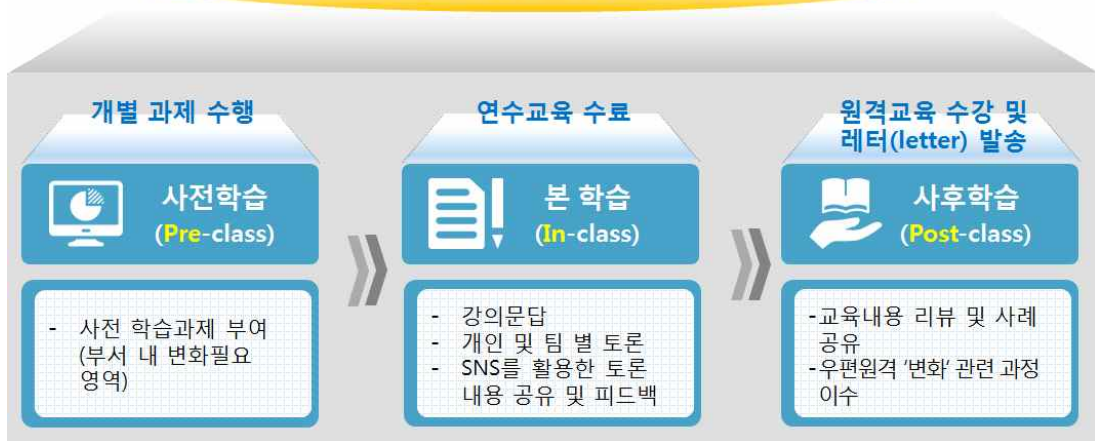 개별 과제 수행
사전학습
(Pre-class)
- 사전 학습과제 부여
(부서 내 변화필요
영역)
연수교육 수료
본 학습
(In-class)
- 강의문답
- 개인 및 팀 별 토론
- SNS를 활용한 토론
내용 공유 및 피드백
원격교육 수강 및
레터(letter) 발송
사후학습
(Post-class)
-교육내용 리뷰 및 사례
공유
-우편원격 ‘변화‘ 관련 과정
이수